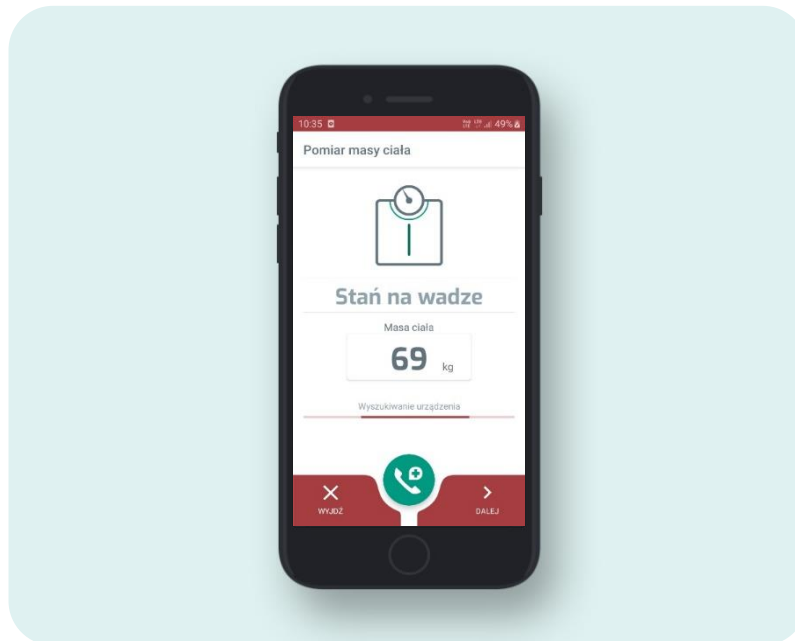 10:35 49%
Pomiar masy ciała
Stań na wadze
Masa ciała
69 kg
Wyszukiwanie urządzenia
WYJDŹ DALEJ